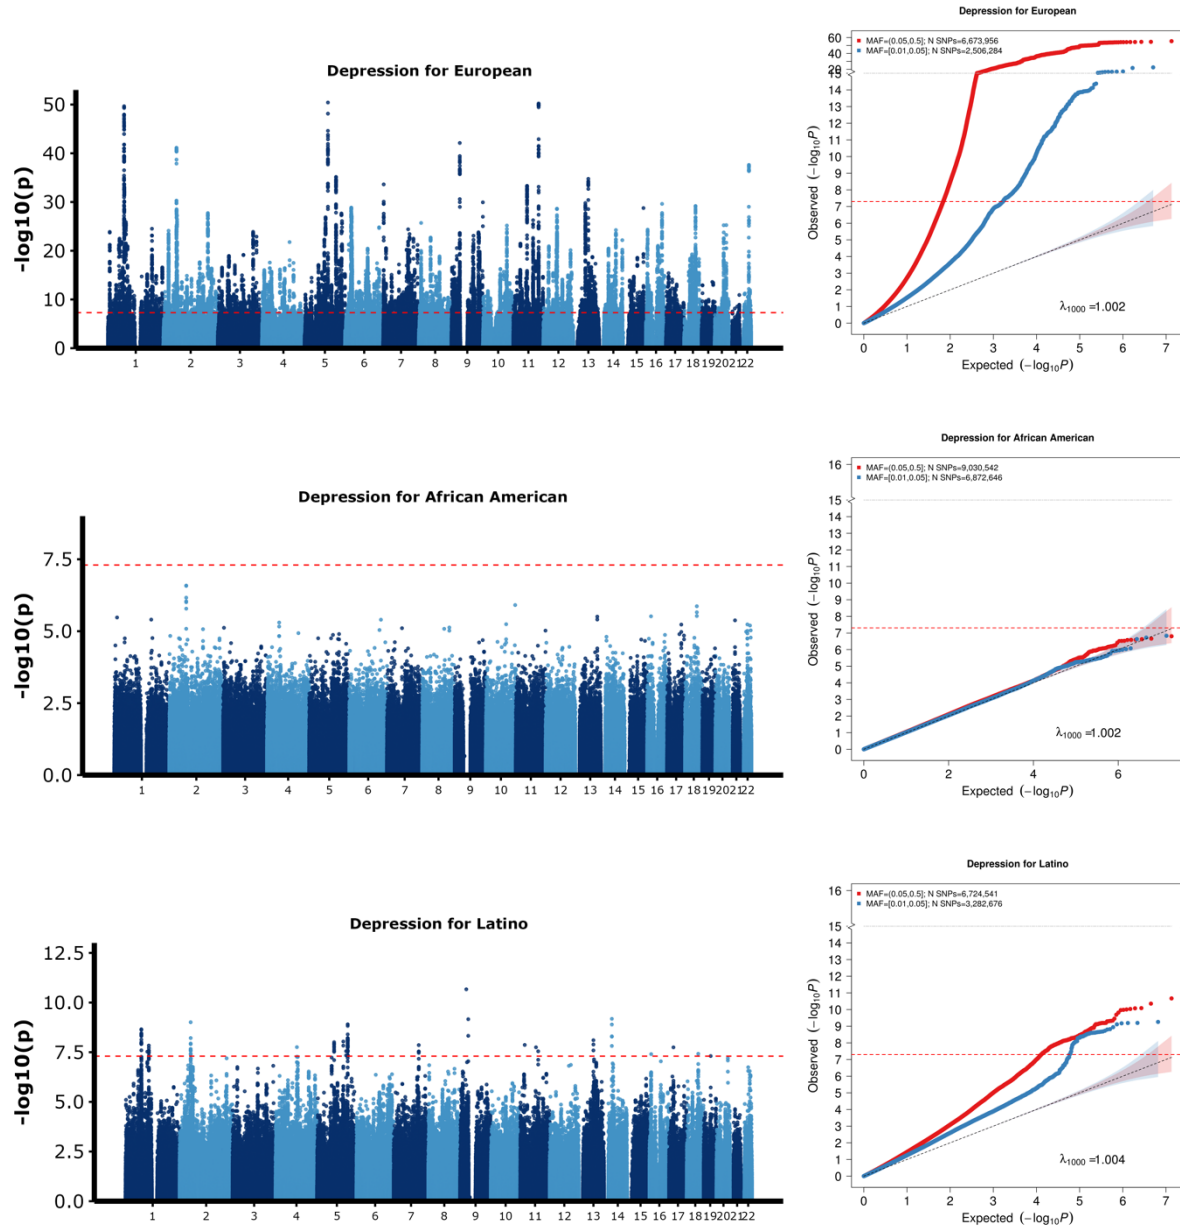 Depression for European
-log10(p)
50
40
30
20
10
0
1 2 3 4 5 6 7 8 9 10 11 12 13 14 15 16 17 18 19 20 21 22
Depression for European
MAF=(0.05,0.5]; N SNPs=6,673,956
MAF=[0.01,0.05]; N SNPs=2,506,284
Observed (−log10P)
60
40
20
15
14
13
12
11
10
9
8
7
6
5
4
3
2
1
0
λ1000 =1.002
0 1 2 3 4 5 6 7
Expected (−log10P)
Depression for African American
-log10(p)
7.5
5.0
2.5
0.0
1 2 3 4 5 6 7 8 9 10 11 12 13 14 15 16 17 18 19 20 21 22
Depression for African American
MAF=(0.05,0.5]; N SNPs=9,030,542
MAF=[0.01,0.05]; N SNPs=6,872,646
Observed (−log10P)
16
15
14
13
12
11
10
9
8
7
6
5
4
3
2
1
0
λ1000 =1.002
0 2 4 6
Expected (−log10P)
Depression for Latino
-log10(p)
12.5
10.0
7.5
5.0
2.5
0.0
1 2 3 4 5 6 7 8 9 10 11 12 13 14 15 16 17 18 19 20 21 22
Depression for Latino
MAF=(0.05,0.5]; N SNPs=6,724,541
MAF=[0.01,0.05]; N SNPs=3,282,676
Observed (−log10P)
16
15
14
13
12
11
10
9
8
7
6
5
4
3
2
1
0
λ1000 =1.004
0 1 2 3 4 5 6 7
Expected (−log10P)